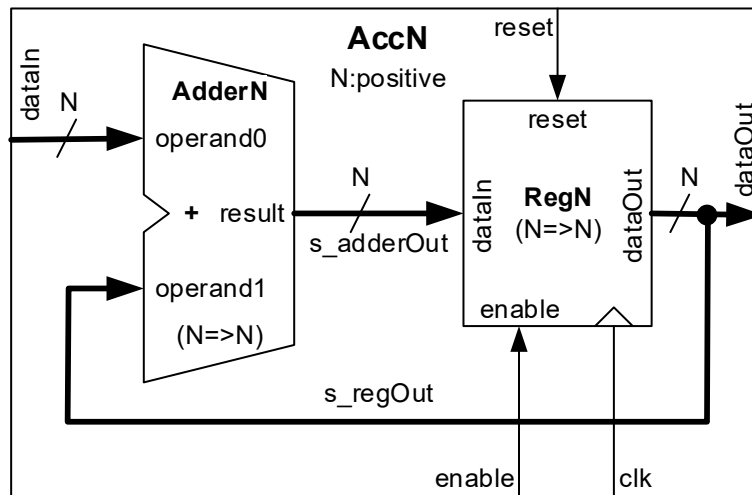 AccN
N:positive
reset
dataIn
N
AdderN
operand0
+ result
operand1
(N=>N)
N
s_adderOut
reset
dataIn
RegN
(N=>N)
dataOut
enable
N
dataOut
s_regOut
enable
clk